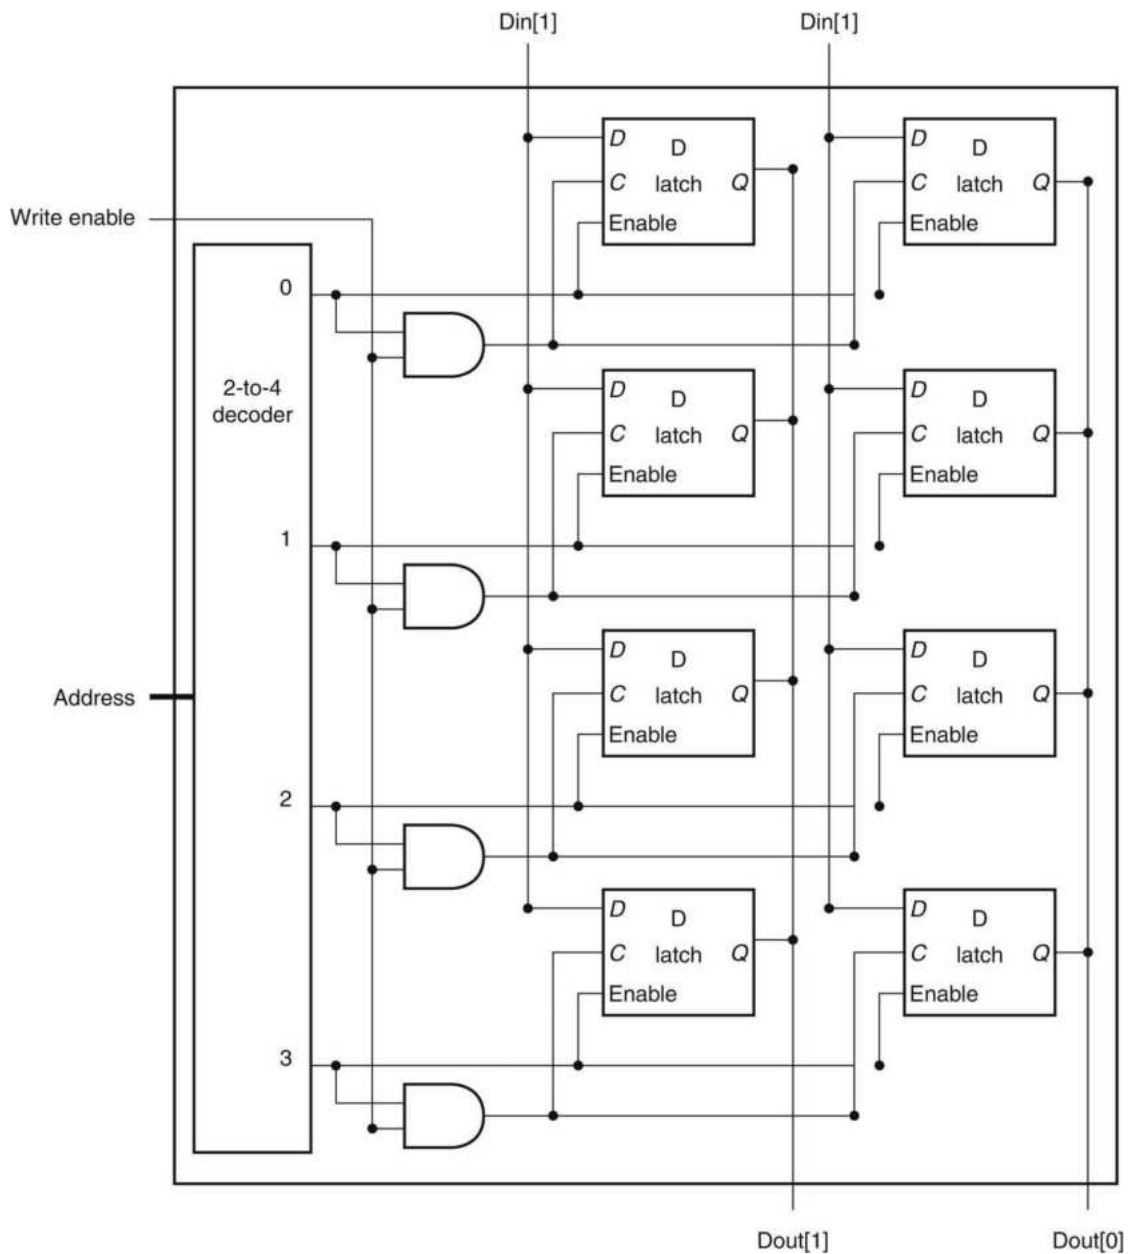 Din[1] Din[1]
D D D D
C latch Q C latch Q
Enable Enable
Write enable
0
D D D D
2-to-4
decoder
C latch Q C latch Q
Enable Enable
1
D D D D
Address
C latch Q C latch Q
Enable Enable
2
D D D D
C latch Q C latch Q
Enable Enable
3
Dout[1] Dout[0]